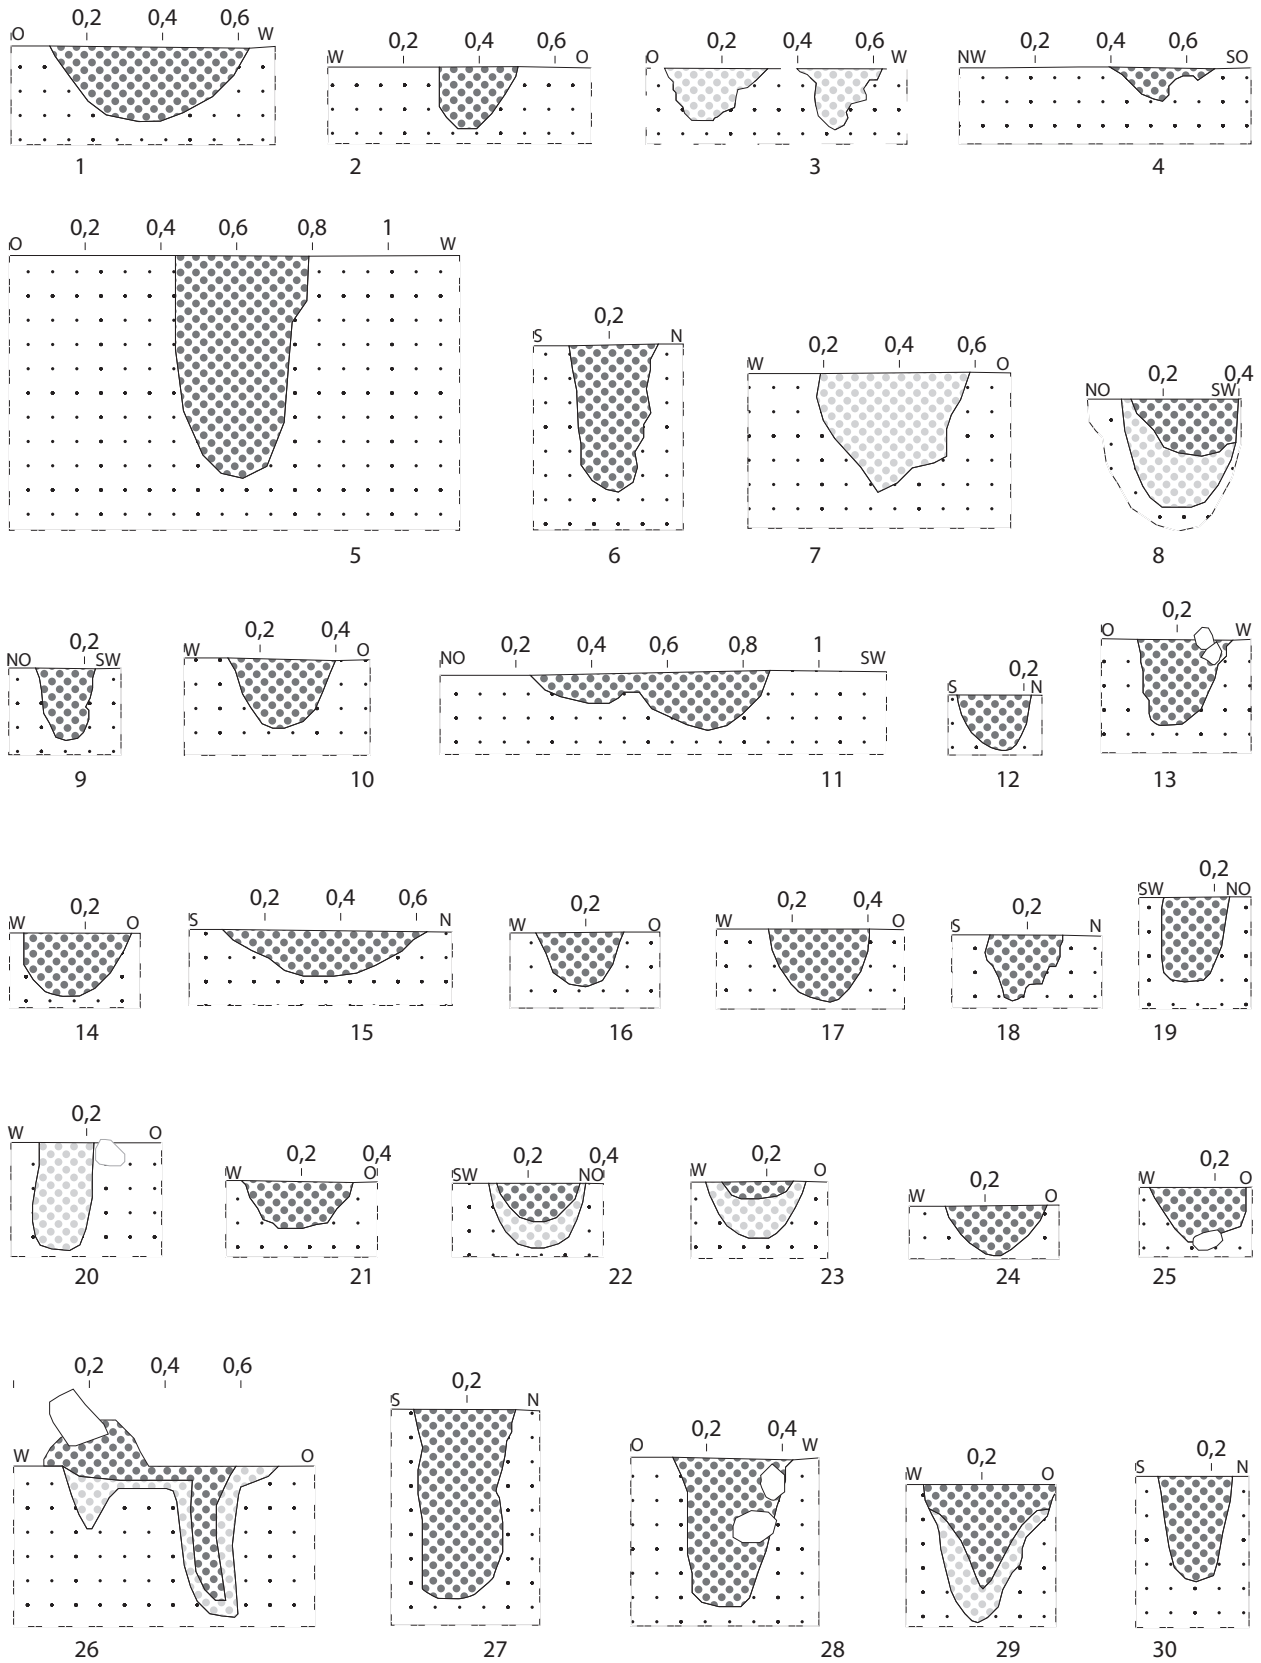 0,2 0,4 0,6
O W
1
0,2 0,4 0,6
W O
2
0,2 0,4 0,6
O W
3
0,2 0,4 0,6
NW SO
4
0,2 0,4 0,6 0,8 1
O W
5
0,2
S N
6
0,2 0,4 0,6
W O
7
0,2 0,4
NO SW
8
0,2
NO SW
9
0,2 0,4
W O
10
0,2 0,4 0,6 0,8 1
NO SW
11
0,2
S N
12
0,2
O W
13
0,2
W O
14
0,2 0,4 0,6
S N
15
0,2
W O
16
0,2 0,4
W O
17
0,2
S N
18
0,2
SW NO
19
0,2
W O
20
0,2 0,4
W O
21
0,2 0,4
SW NO
22
0,2
W O
23
0,2
W O
24
0,2
W O
25
0,2 0,4 0,6
W O
26
0,2
S N
27
0,2 0,4
O W
28
0,2
W O
29
0,2
S N
30